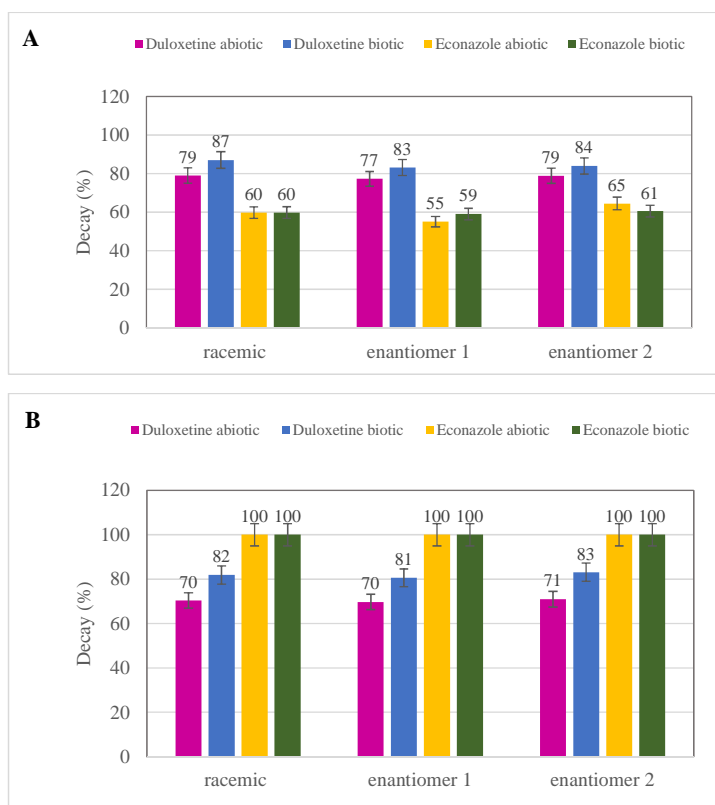 A
Duloxetine abiotic Duloxetine biotic Econazole abiotic Econazole biotic
120
100
80
60
40
20
0
Decay (%)
79 87 60 60 77 83 55 59 79 84 65 61
racemic enantiomer 1 enantiomer 2
B
Duloxetine abiotic Duloxetine biotic Econazole abiotic Econazole biotic
120
100
80
60
40
20
0
Decay (%)
70 82 100 100 70 81 100 100 71 83 100 100
racemic enantiomer 1 enantiomer 2